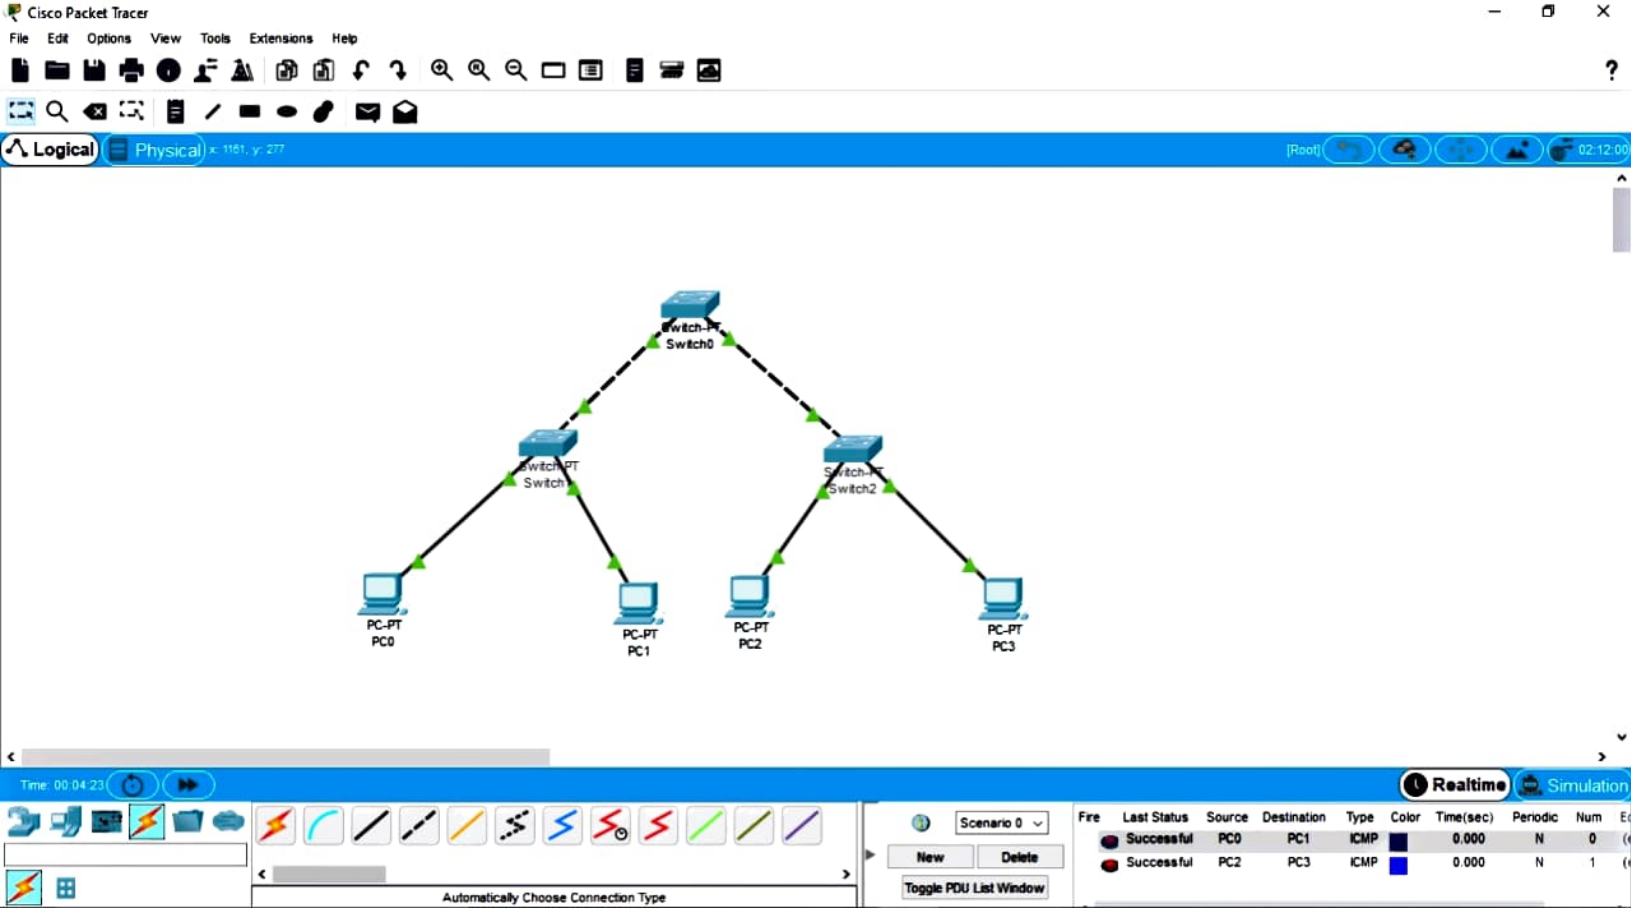 Cisco Packet Tracer
File Edit Options View Tools Extensions Help
?
Logical Physical x: 1161, y: 277 [Root] 02:12:00
Switch-PT
Switch0
Switch-PT
Switch
Switch-PT
Switch2
PC-PT
PC0
PC-PT
PC1
PC-PT
PC2
PC-PT
PC3
Time: 00:04:23 Realtime Simulation
Scenario 0
New Delete
Toggle PDU List Window
Automatically Choose Connection Type
Fire Last Status Source Destination Type Color Time(sec) Periodic Num
Successful PC0 PC1 ICMP 0.000 N 0
Successful PC2 PC3 ICMP 0.000 N 1